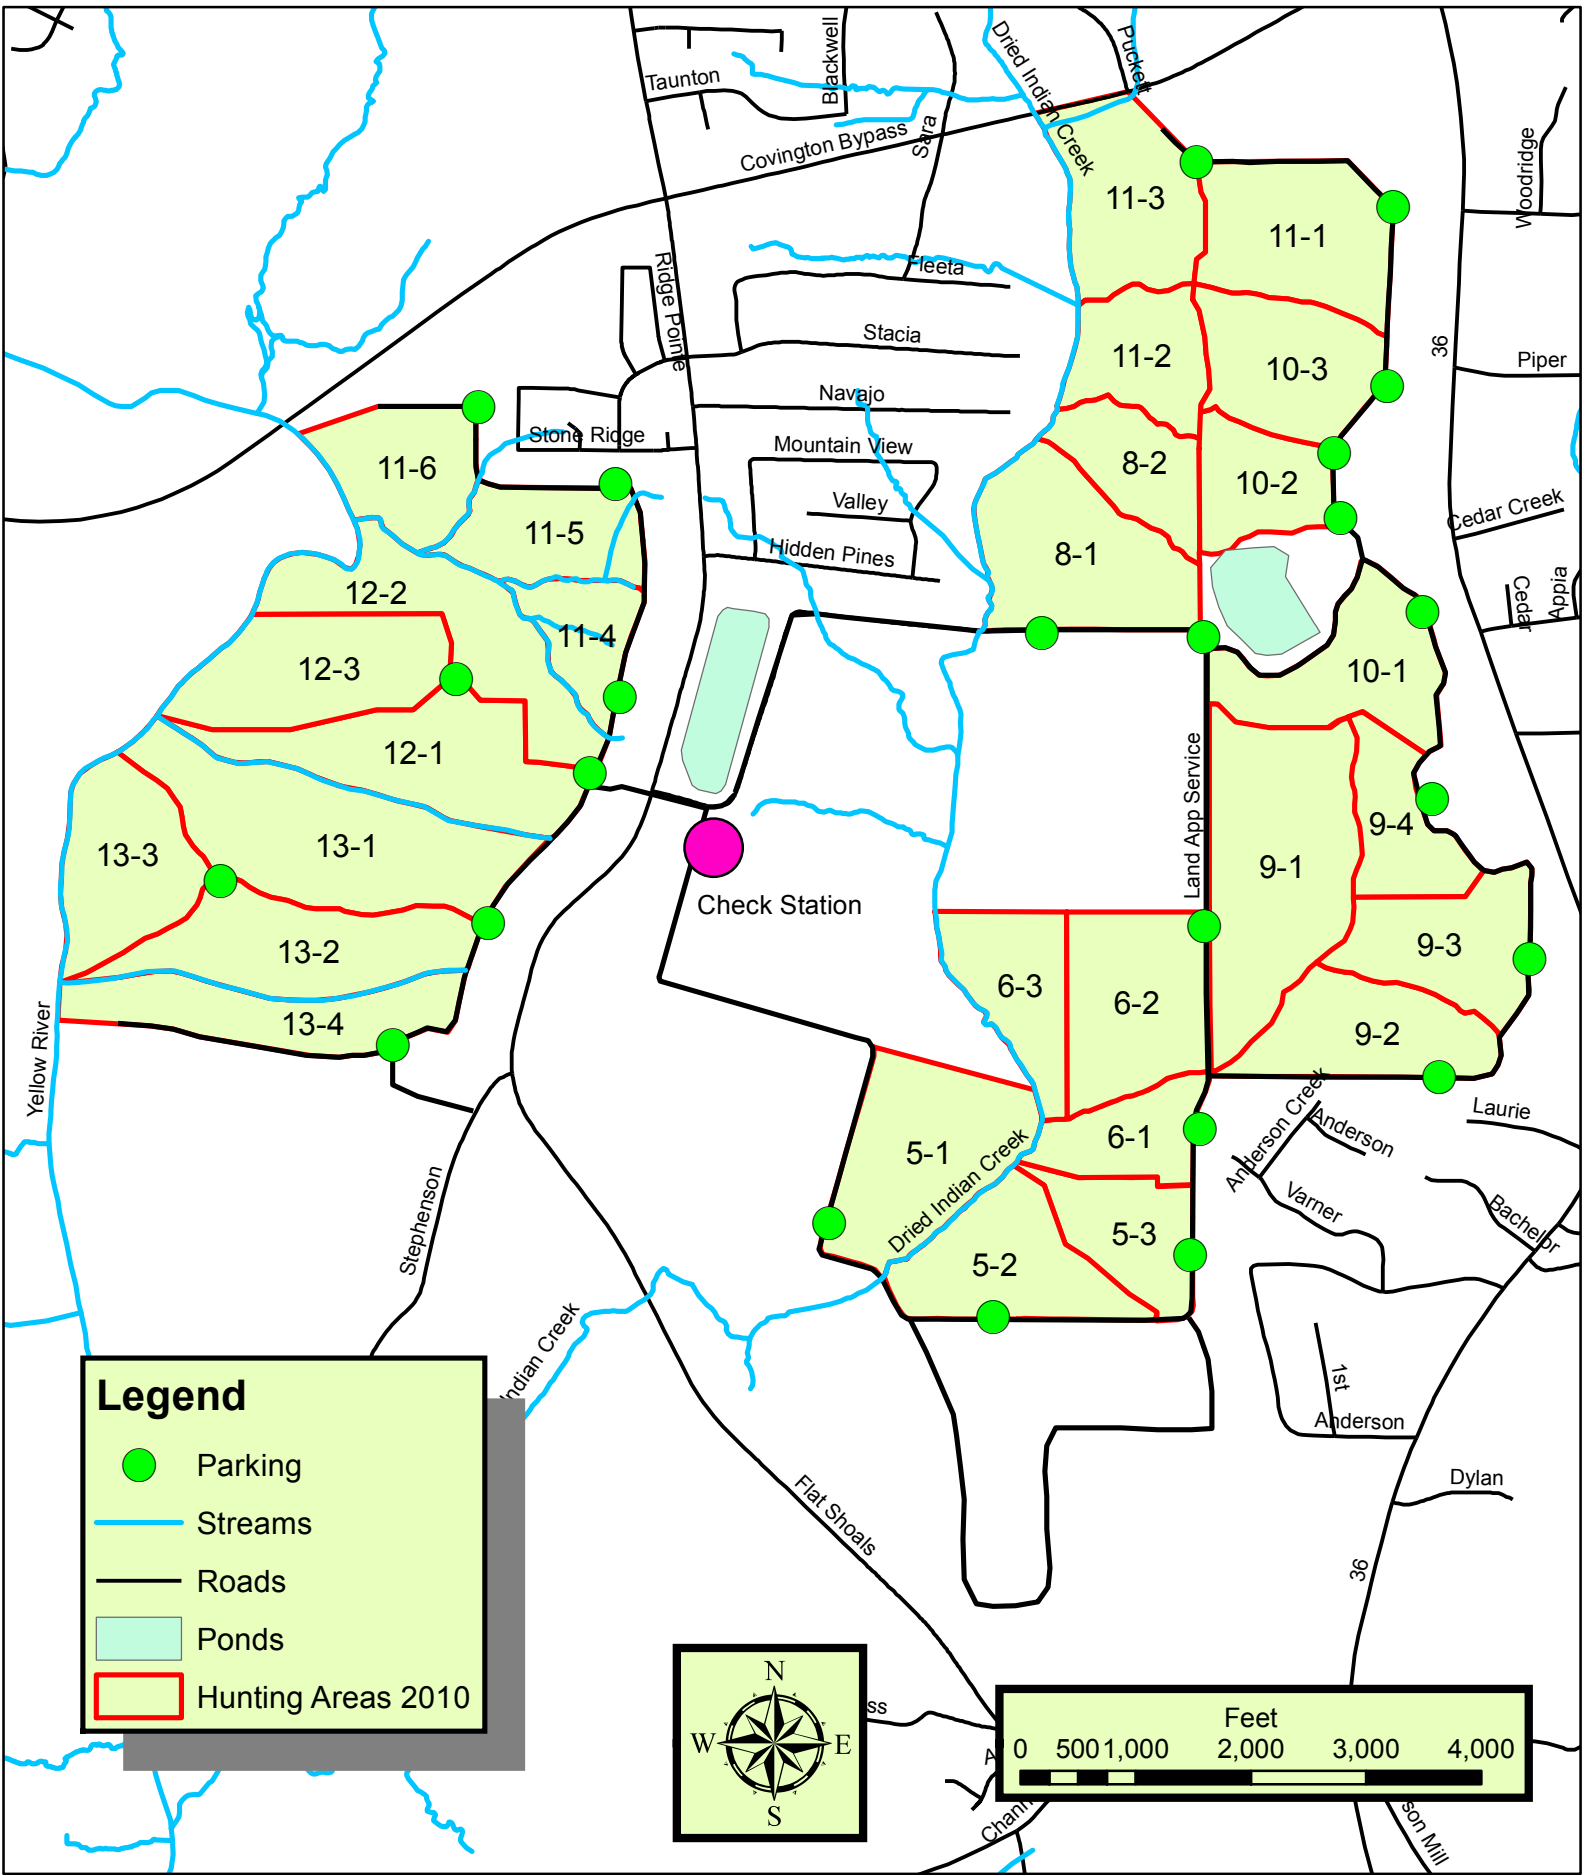 Dried Indian Creek
Puckett
Blackwell
Taunton
Covington Bypass
Sara
Woodridge
11-3
11-1
Ridge Pointe
Fleeta
Stacia
36
11-2
10-3
Piper
Navajo
Stone Ridge
Mountain View
11-6
8-2
10-2
Valley
Cedar Creek
11-5
Hidden Pines
8-1
12-2
Cedar
Appia
11-4
12-3
10-1
12-1
Land App Service
9-4
13-3
13-1
9-1
Check Station
13-2
9-3
6-3
6-2
13-4
9-2
Yellow River
Laurie
Anderson Creek
Anderson
6-1
5-1
Dried Indian Creek
Varner
Bachelor
Stephenson
5-3
5-2
Indian Creek
1st
Anderson
Legend
Parking
Streams
Roads
Ponds
Hunting Areas 2010
Dylan
Flat Shoals
36
N
W E
S
ss
Feet
0 500 1,000 2,000 3,000 4,000
A
Chann
son Mill